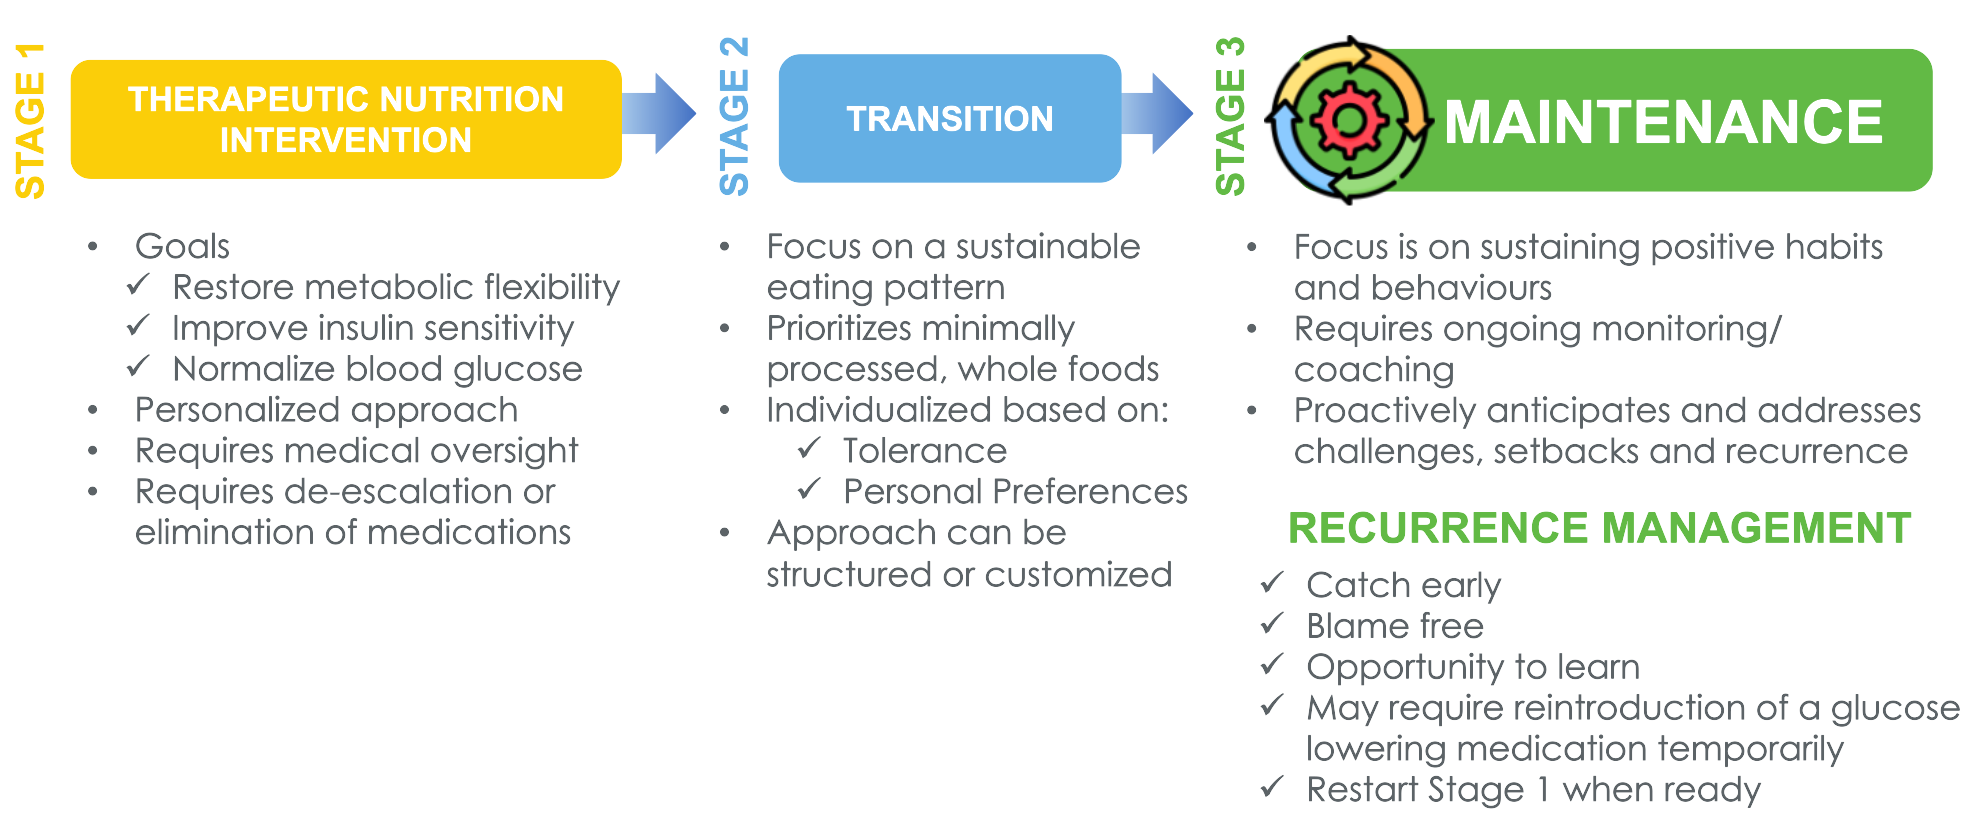 STAGE 1
THERAPEUTIC NUTRITION
INTERVENTION
• Goals
✓ Restore metabolic flexibility
✓ Improve insulin sensitivity
✓ Normalize blood glucose
• Personalized approach
• Requires medical oversight
• Requires de-escalation or
elimination of medications
STAGE 2
TRANSITION
• Focus on a sustainable
eating pattern
• Prioritizes minimally
processed, whole foods
• Individualized based on:
✓ Tolerance
✓ Personal Preferences
• Approach can be
structured or customized
STAGE 3
MAINTENANCE
• Focus is on sustaining positive habits
and behaviours
• Requires ongoing monitoring/
coaching
• Proactively anticipates and addresses
challenges, setbacks and recurrence
RECURRENCE MANAGEMENT
✓ Catch early
✓ Blame free
✓ Opportunity to learn
✓ May require reintroduction of a glucose
lowering medication temporarily
✓ Restart Stage 1 when ready